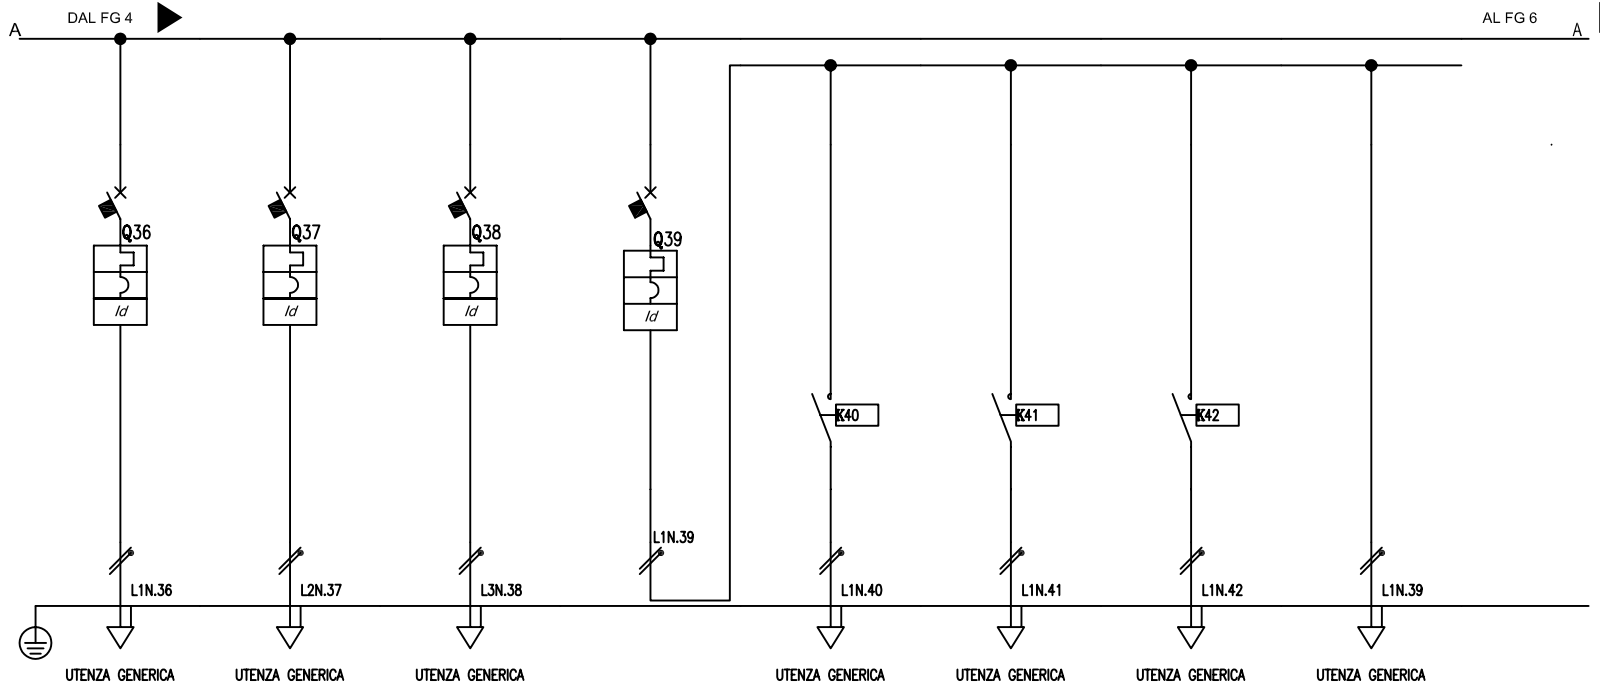 DAL FG 4
AL FG 6
A
A
Q36
Q37
Q38
Q39
Id
Id
Id
Id
K40
K41
K42
L1N.39
L1N.36
L2N.37
L3N.38
L1N.40
L1N.41
L1N.42
L1N.39
UTENZA GENERICA
UTENZA GENERICA
UTENZA GENERICA
UTENZA GENERICA
UTENZA GENERICA
UTENZA GENERICA
UTENZA GENERICA